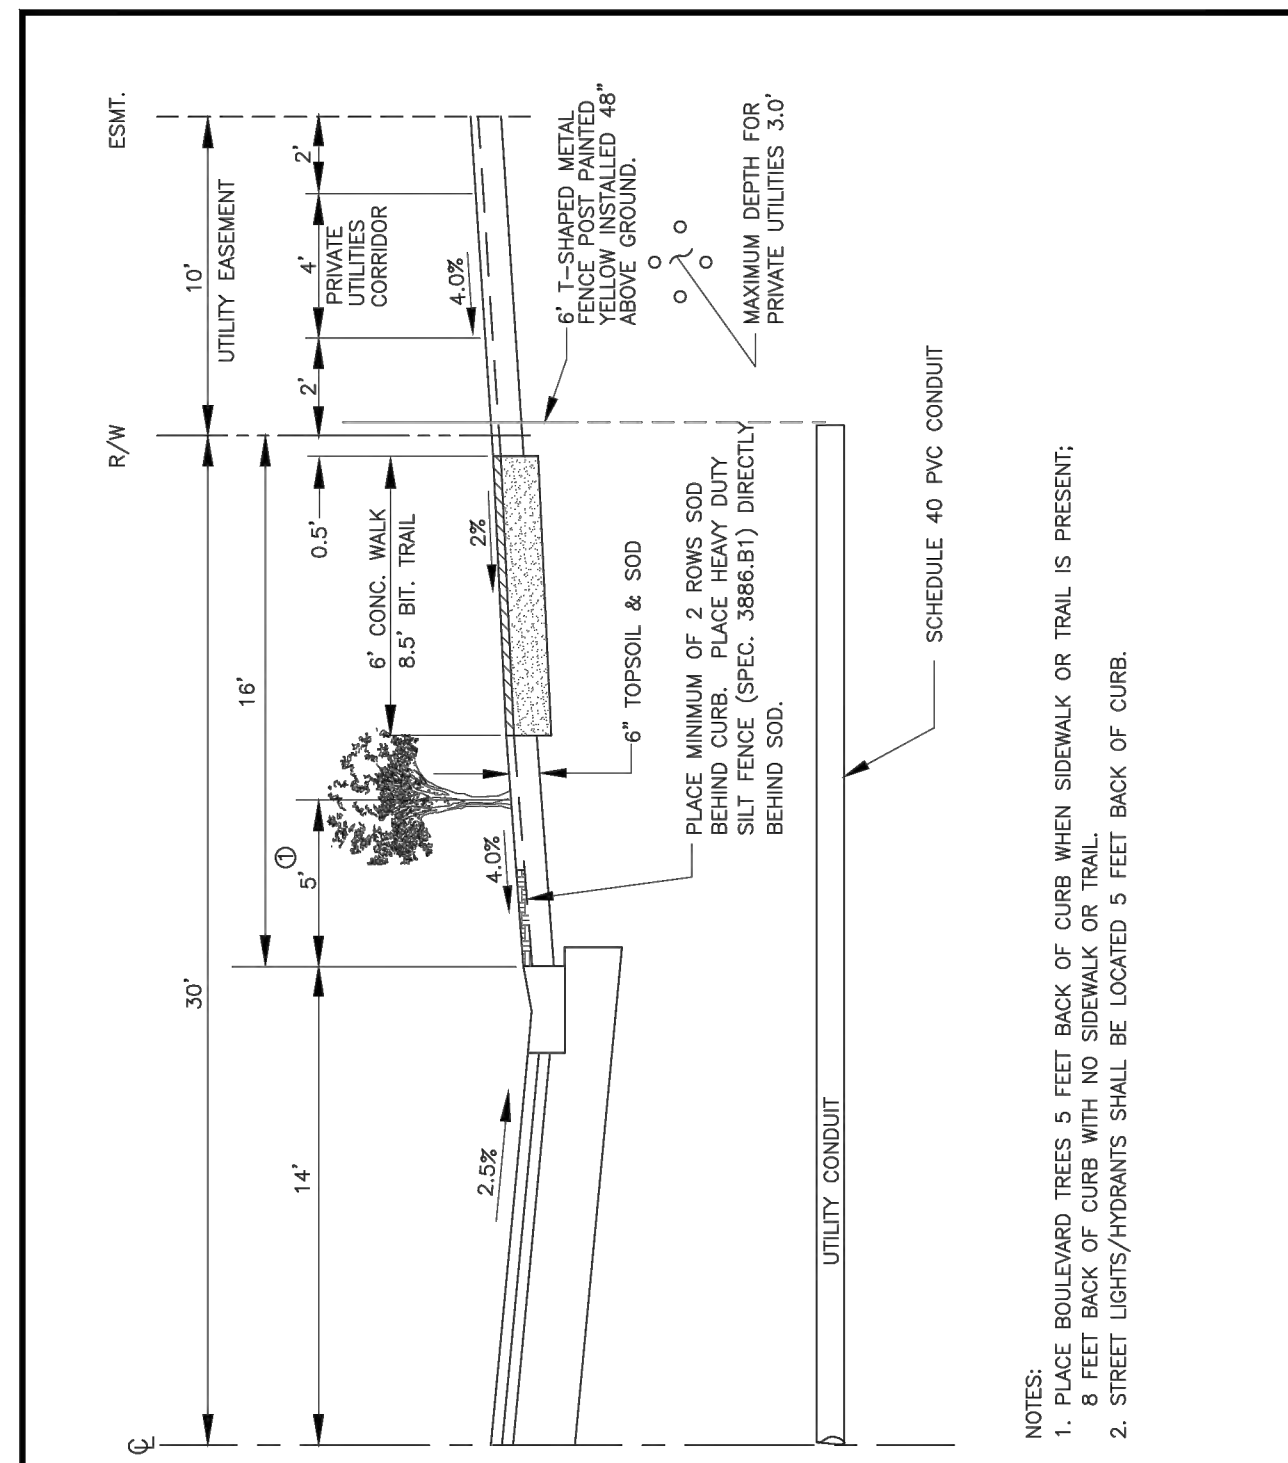 ℄
R/W
ESMT.
30'
10'
UTILITY EASEMENT
16'
14'
5'
①
0.5'
2'
4'
2'
PRIVATE
UTILITIES
CORRIDOR
6' CONC. WALK
8.5' BIT. TRAIL
2.5%
4.0%
2%
4.0%
6" TOPSOIL & SOD
6' T-SHAPED METAL
FENCE POST PAINTED
YELLOW INSTALLED 48"
ABOVE GROUND.
PLACE MINIMUM OF 2 ROWS SOD
BEHIND CURB. PLACE HEAVY DUTY
SILT FENCE (SPEC. 3886.B1) DIRECTLY
BEHIND SOD.
MAXIMUM DEPTH FOR
PRIVATE UTILITIES 3.0'
UTILITY CONDUIT
SCHEDULE 40 PVC CONDUIT
NOTES:
1. PLACE BOULEVARD TREES 5 FEET BACK OF CURB WHEN SIDEWALK OR TRAIL IS PRESENT;
8 FEET BACK OF CURB WITH NO SIDEWALK OR TRAIL.
2. STREET LIGHTS/HYDRANTS SHALL BE LOCATED 5 FEET BACK OF CURB.